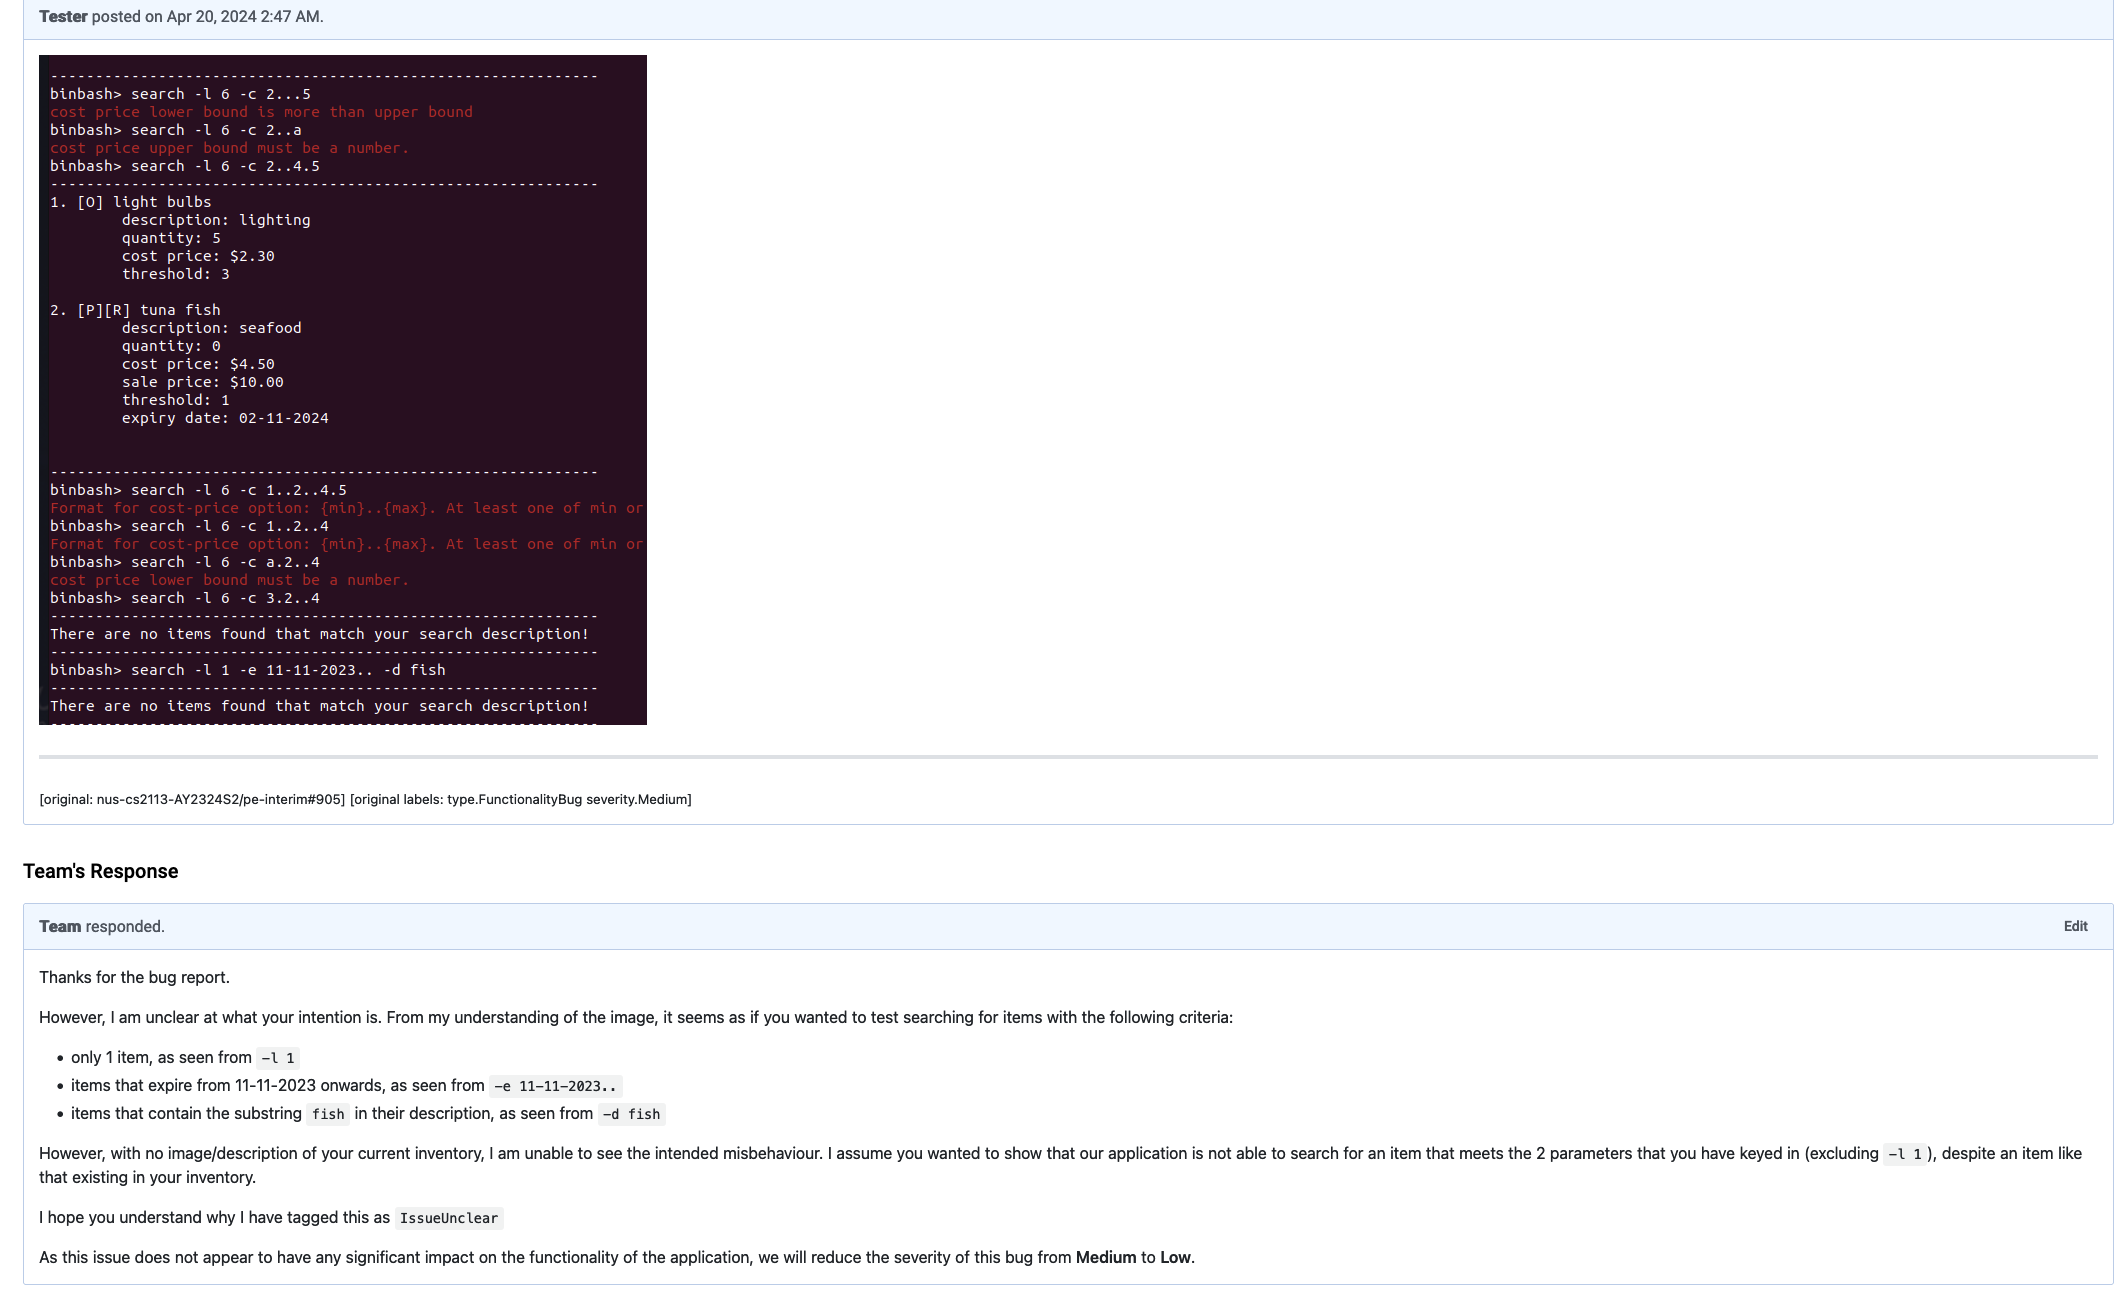 Tester posted on Apr 20, 2024 2:47 AM.
-------------------------------------------------------------
binbash> search -l 6 -c 2...5
cost price lower bound is more than upper bound
binbash> search -l 6 -c 2..a
cost price upper bound must be a number.
binbash> search -l 6 -c 2..4.5
-------------------------------------------------------------
1. [O] light bulbs
description: lighting
quantity: 5
cost price: $2.30
threshold: 3
2. [P][R] tuna fish
description: seafood
quantity: 0
cost price: $4.50
sale price: $10.00
threshold: 1
expiry date: 02-11-2024
-------------------------------------------------------------
binbash> search -l 6 -c 1..2..4.5
Format for cost-price option: {min}..{max}. At least one of min or
binbash> search -l 6 -c 1..2..4
Format for cost-price option: {min}..{max}. At least one of min or
binbash> search -l 6 -c a.2..4
cost price lower bound must be a number.
binbash> search -l 6 -c 3.2..4
-------------------------------------------------------------
There are no items found that match your search description!
-------------------------------------------------------------
binbash> search -l 1 -e 11-11-2023.. -d fish
-------------------------------------------------------------
There are no items found that match your search description!
-------------------------------------------------------------
[original: nus-cs2113-AY2324S2/pe-interim#905] [original labels: type.FunctionalityBug severity.Medium]
Team's Response
Team responded.
Edit
Thanks for the bug report.
However, I am unclear at what your intention is. From my understanding of the image, it seems as if you wanted to test searching for items with the following criteria:
• only 1 item, as seen from -l 1
• items that expire from 11-11-2023 onwards, as seen from -e 11-11-2023..
• items that contain the substring fish in their description, as seen from -d fish
However, with no image/description of your current inventory, I am unable to see the intended misbehaviour. I assume you wanted to show that our application is not able to search for an item that meets the 2 parameters that you have keyed in (excluding -l 1 ), despite an item like
that existing in your inventory.
I hope you understand why I have tagged this as IssueUnclear
As this issue does not appear to have any significant impact on the functionality of the application, we will reduce the severity of this bug from Medium to Low.